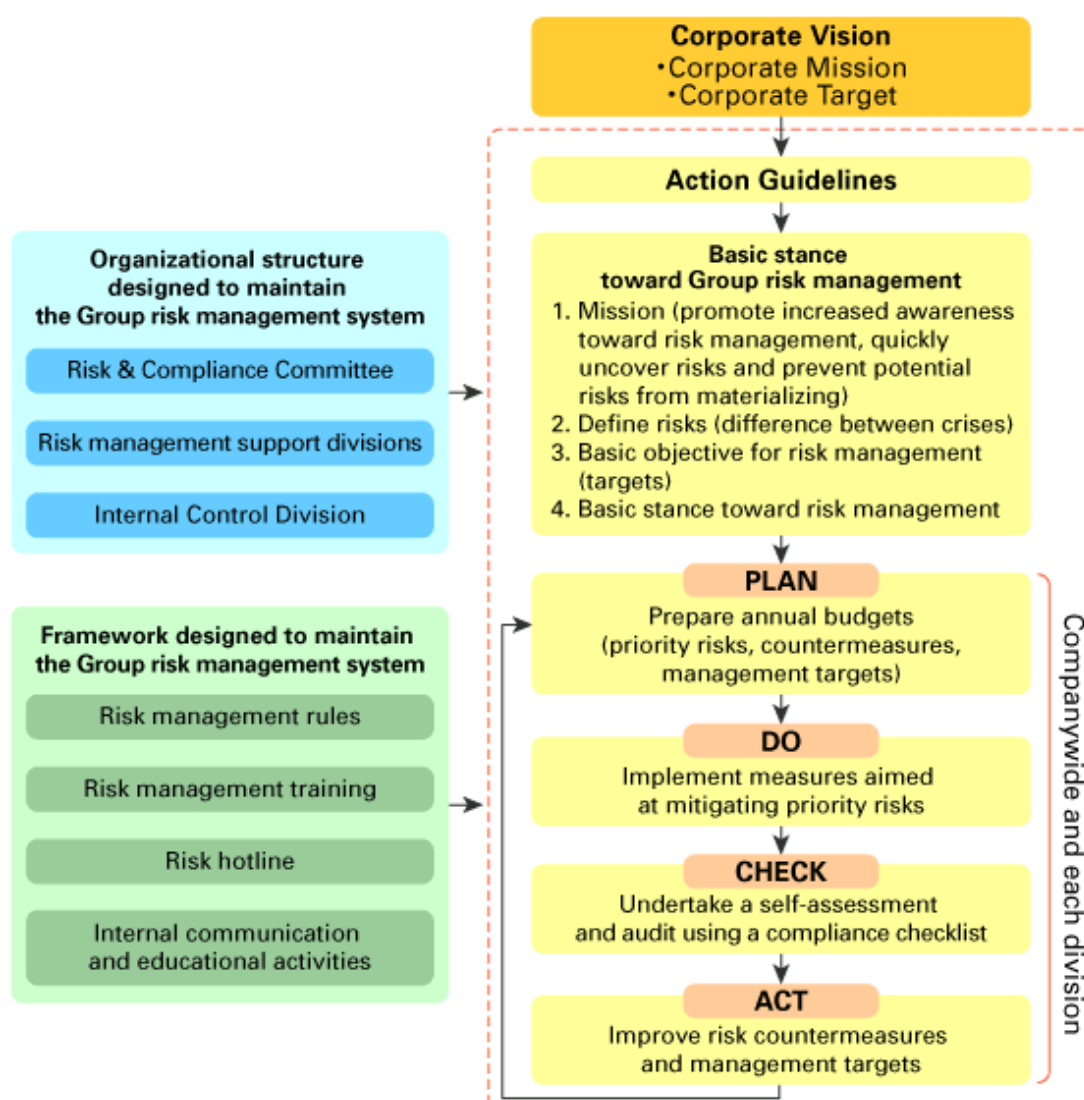 Corporate Vision
・Corporate Mission
・Corporate Target
Action Guidelines
Organizational structure
designed to maintain
the Group risk management system
Risk & Compliance Committee
Risk management support divisions
Internal Control Division
Basic stance
toward Group risk management
1. Mission (promote increased awareness
toward risk management, quickly
uncover risks and prevent potential
risks from materializing)
2. Define risks (difference between crises)
3. Basic objective for risk management
(targets)
4. Basic stance toward risk management
Framework designed to maintain
the Group risk management system
Risk management rules
Risk management training
Risk hotline
Internal communication
and educational activities
PLAN
Prepare annual budgets
(priority risks, countermeasures,
management targets)
DO
Implement measures aimed
at mitigating priority risks
CHECK
Undertake a self-assessment
and audit using a compliance checklist
ACT
Improve risk countermeasures
and management targets
Companywide and each division